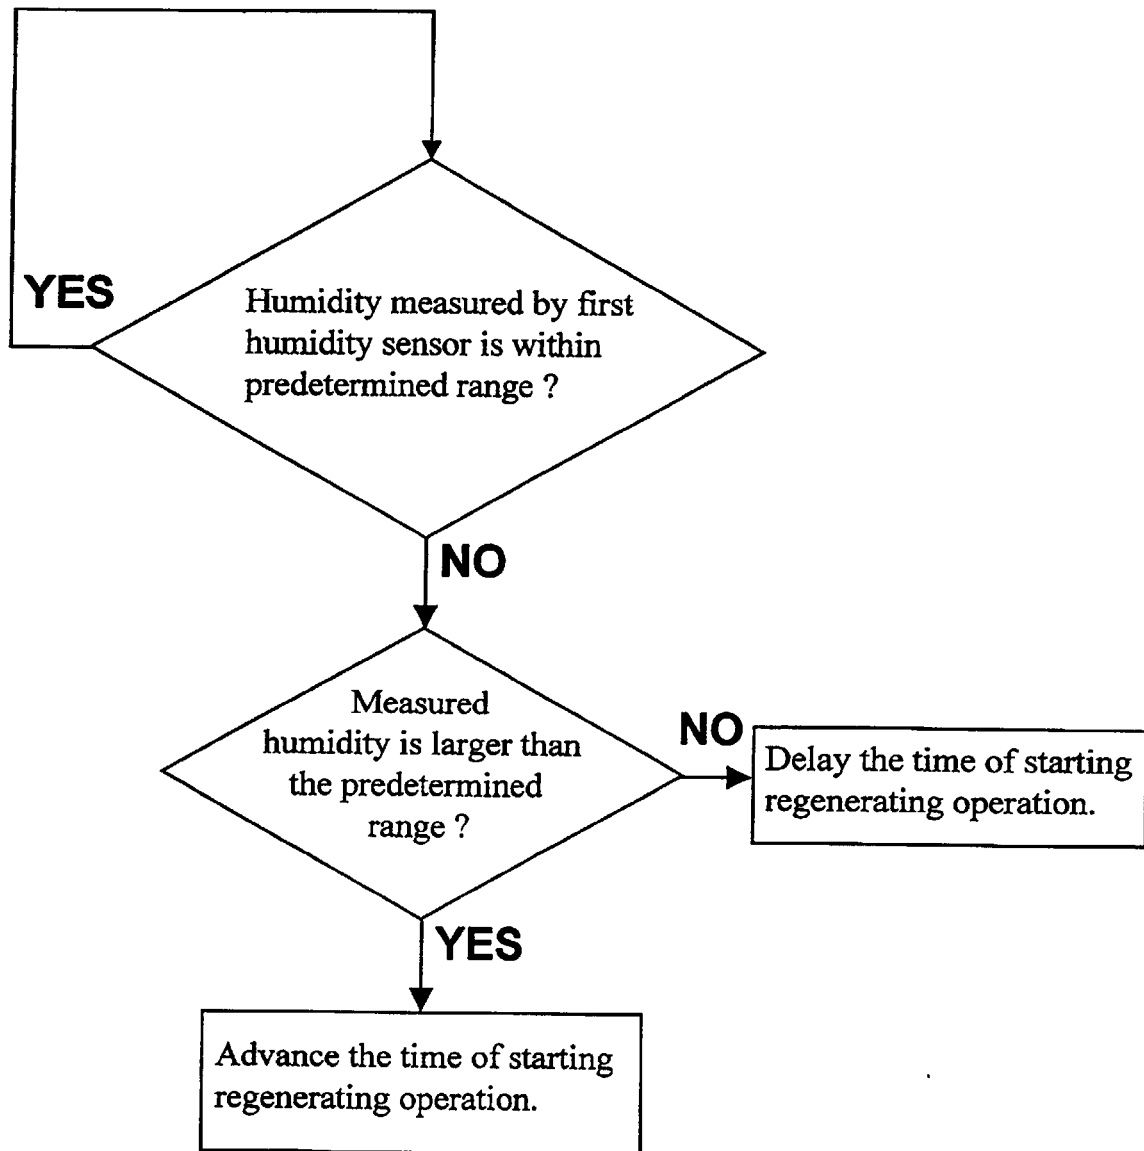 YES
Humidity measured by first
humidity sensor is within
predetermined range ?
NO
Measured
humidity is larger than
the predetermined
range ?
NO
Delay the time of starting
regenerating operation.
YES
Advance the time of starting
regenerating operation.